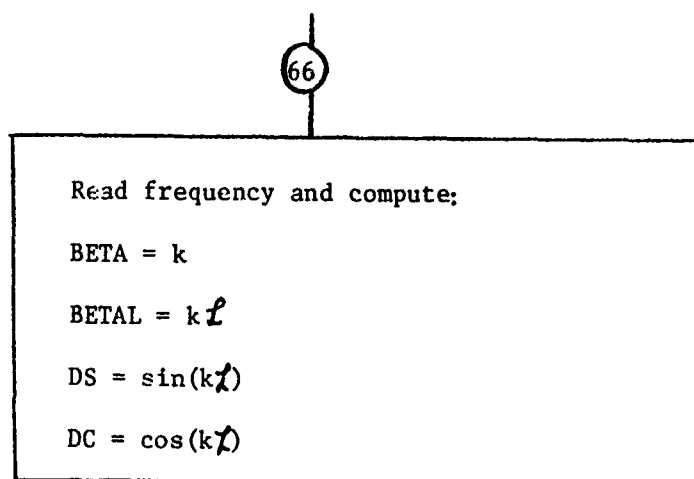 66
Read frequency and compute:
BETA = k
BETAL = kℓ
DS = sin(kℓ)
DC = cos(kℓ)